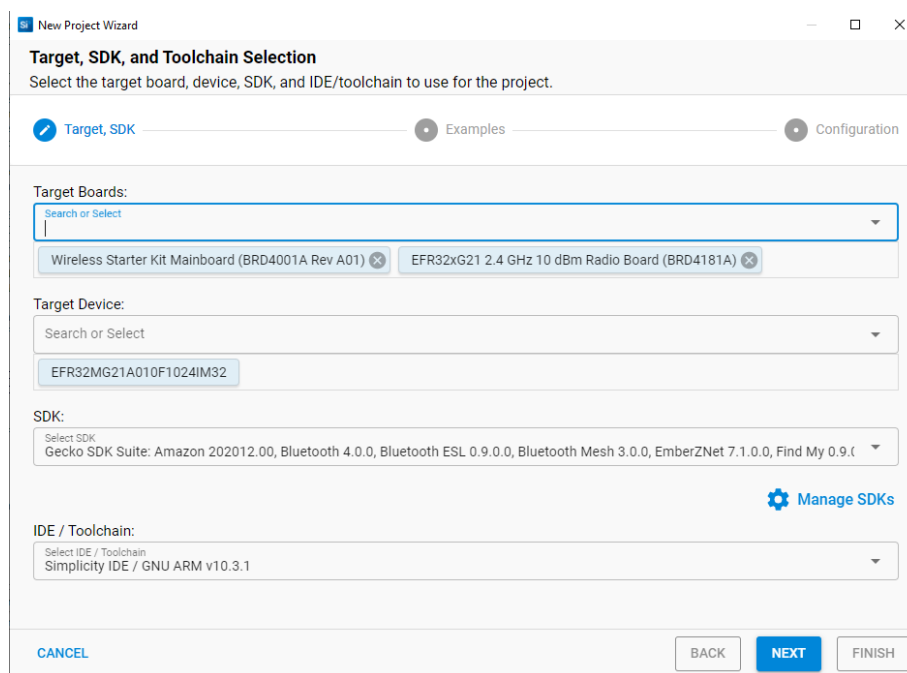 Si New Project Wizard
Target, SDK, and Toolchain Selection
Select the target board, device, SDK, and IDE/toolchain to use for the project.
Target, SDK Examples Configuration
Target Boards:
Search or Select
Wireless Starter Kit Mainboard (BRD4001A Rev A01) EFR32xG21 2.4 GHz 10 dBm Radio Board (BRD4181A)
Target Device:
Search or Select
EFR32MG21A010F1024IM32
SDK:
Select SDK
Gecko SDK Suite: Amazon 202012.00, Bluetooth 4.0.0, Bluetooth ESL 0.9.0.0, Bluetooth Mesh 3.0.0, EmberZNet 7.1.0.0, Find My 0.9.0
Manage SDKs
IDE / Toolchain:
Select IDE / Toolchain
Simplicity IDE / GNU ARM v10.3.1
CANCEL BACK NEXT FINISH